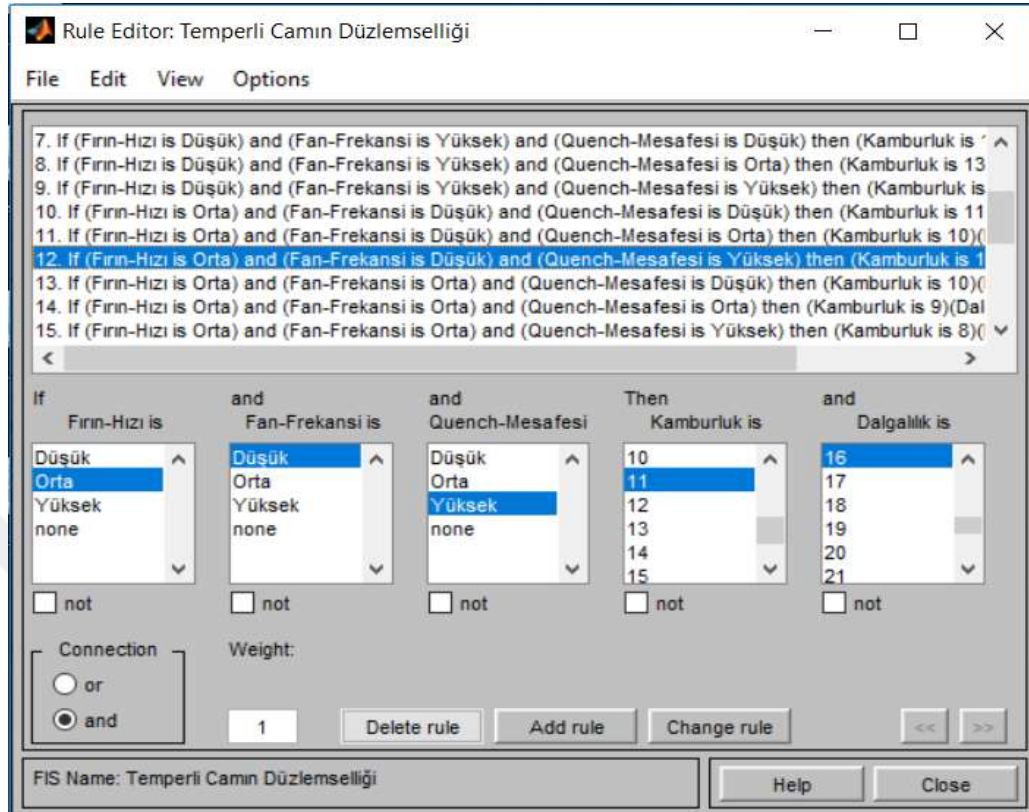 Rule Editor: Temperli Camın Düzlemselliği
File Edit View Options
7. If (Fırın-Hızı is Düşük) and (Fan-Frekansi is Yüksek) and (Quench-Mesafesi is Düşük) then (Kamburluk is
8. If (Fırın-Hızı is Düşük) and (Fan-Frekansi is Yüksek) and (Quench-Mesafesi is Orta) then (Kamburluk is 13
9. If (Fırın-Hızı is Düşük) and (Fan-Frekansi is Yüksek) and (Quench-Mesafesi is Yüksek) then (Kamburluk is
10. If (Fırın-Hızı is Orta) and (Fan-Frekansi is Düşük) and (Quench-Mesafesi is Düşük) then (Kamburluk is 11
11. If (Fırın-Hızı is Orta) and (Fan-Frekansi is Düşük) and (Quench-Mesafesi is Orta) then (Kamburluk is 10)(
12. If (Fırın-Hızı is Orta) and (Fan-Frekansi is Düşük) and (Quench-Mesafesi is Yüksek) then (Kamburluk is 1
13. If (Fırın-Hızı is Orta) and (Fan-Frekansi is Orta) and (Quench-Mesafesi is Düşük) then (Kamburluk is 10)(
14. If (Fırın-Hızı is Orta) and (Fan-Frekansi is Orta) and (Quench-Mesafesi is Orta) then (Kamburluk is 9)(Dal
15. If (Fırın-Hızı is Orta) and (Fan-Frekansi is Orta) and (Quench-Mesafesi is Yüksek) then (Kamburluk is 8)(
If and and Then and
Fırın-Hızı is Fan-Frekansi is Quench-Mesafesi Kamburluk is Dalgalılık is
Düşük Düşük Düşük 10 16
Orta Orta Orta 11 17
Yüksek Yüksek Yüksek 12 18
none none none 13 19
14 20
15 21
not not not not not
Connection Weight:
or
and 1 Delete rule Add rule Change rule << >>
FIS Name: Temperli Camın Düzlemselliği Help Close